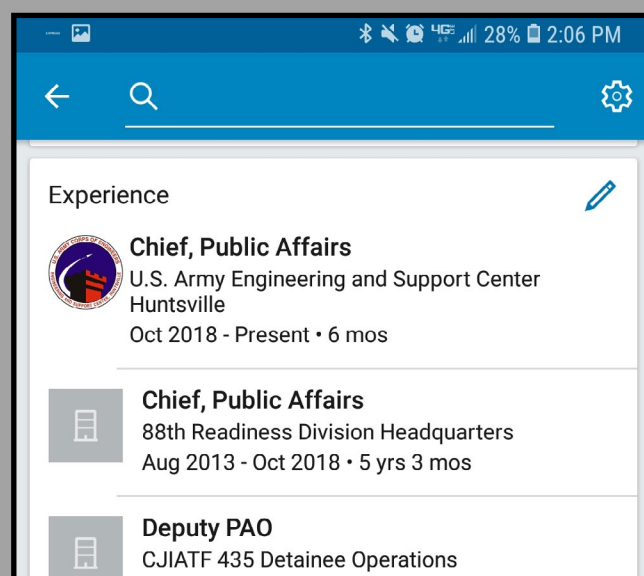 4GE 28% 2:06 PM
Experience
Chief, Public Affairs
U.S. Army Engineering and Support Center
Huntsville
Oct 2018 - Present • 6 mos
Chief, Public Affairs
88th Readiness Division Headquarters
Aug 2013 - Oct 2018 • 5 yrs 3 mos
Deputy PAO
CJIATF 435 Detainee Operations